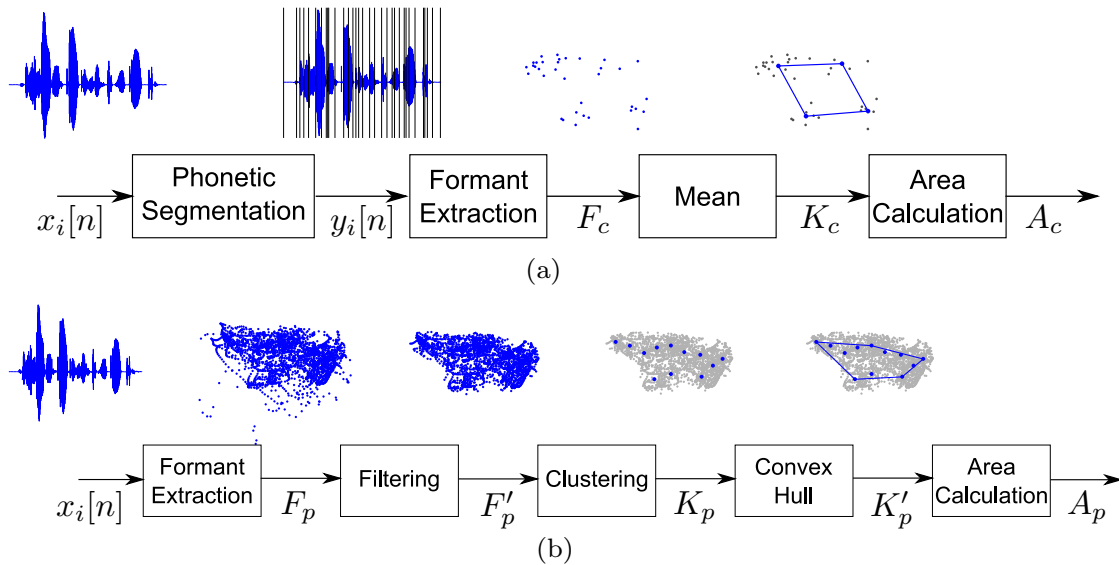 Phonetic Segmentation
Formant Extraction
Mean
Area Calculation
x_i[n]
y_i[n]
F_c
K_c
A_c
(a)
Formant Extraction
Filtering
Clustering
Convex Hull
Area Calculation
x_i[n]
F_p
F'_p
K_p
K'_p
A_p
(b)